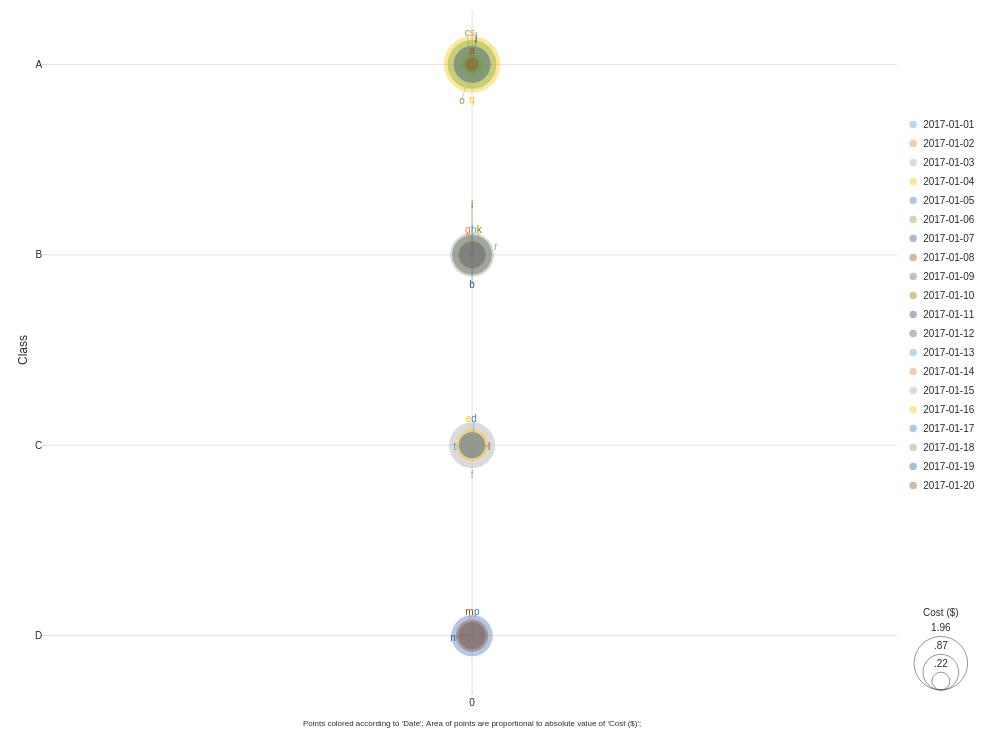 cs
j
a
A
o q
i
ghk
r
B
b
Class
ed
C
t l
f
mp
D
n
0
2017-01-01
2017-01-02
2017-01-03
2017-01-04
2017-01-05
2017-01-06
2017-01-07
2017-01-08
2017-01-09
2017-01-10
2017-01-11
2017-01-12
2017-01-13
2017-01-14
2017-01-15
2017-01-16
2017-01-17
2017-01-18
2017-01-19
2017-01-20
Cost ($)
1.96
.87
.22
Points colored according to 'Date'; Area of points are proportional to absolute value of 'Cost ($)';